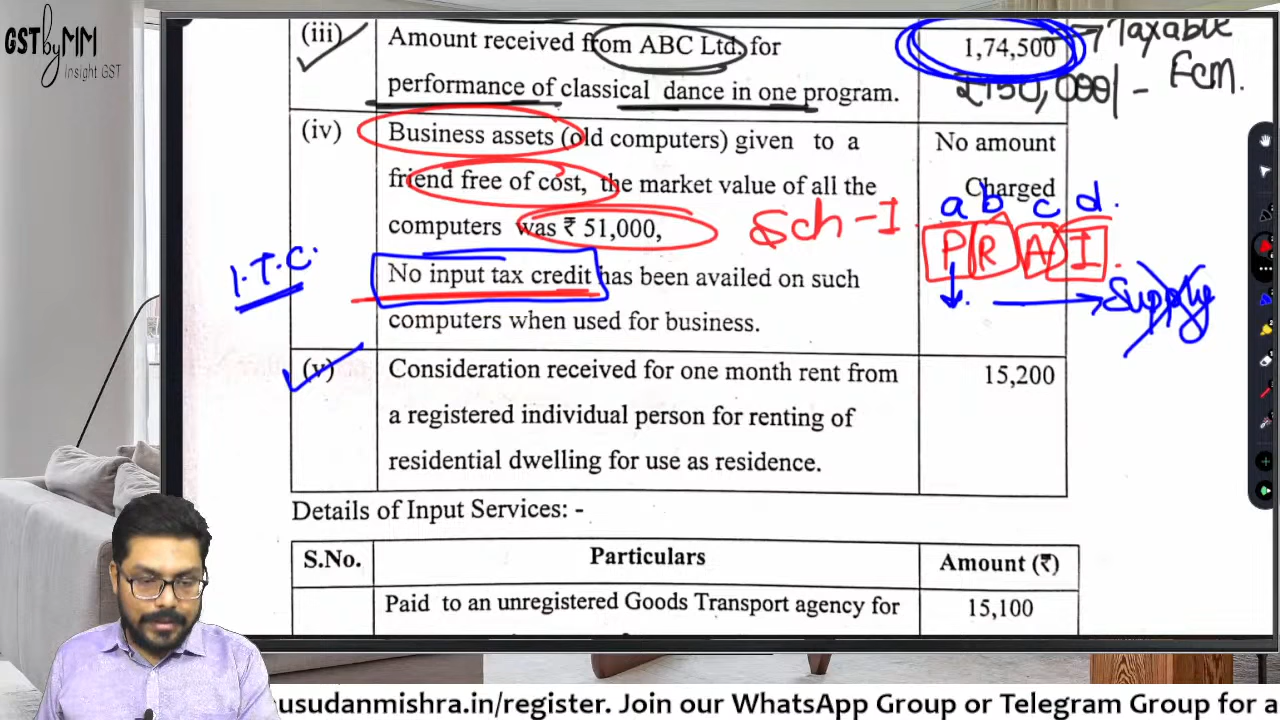 GSTbyMM
Insight GST
(iii)
Amount received from ABC Ltd. for
performance of classical dance in one program.
1,74,500
Taxable
FCM.
(iv)
Business assets (old computers) given to a
friend free of cost, the market value of all the
computers was ₹ 51,000,
No input tax credit has been availed on such
computers when used for business.
No amount
Charged
Sch-I
a b c d.
P R A I.
Supply
I.T.C.
(v)
Consideration received for one month rent from
a registered individual person for renting of
residential dwelling for use as residence.
15,200
Details of Input Services: -
S.No.
Particulars
Amount (₹)
Paid to an unregistered Goods Transport agency for
15,100
usudanmishra.in/register. Join our WhatsApp Group or Telegram Group for a